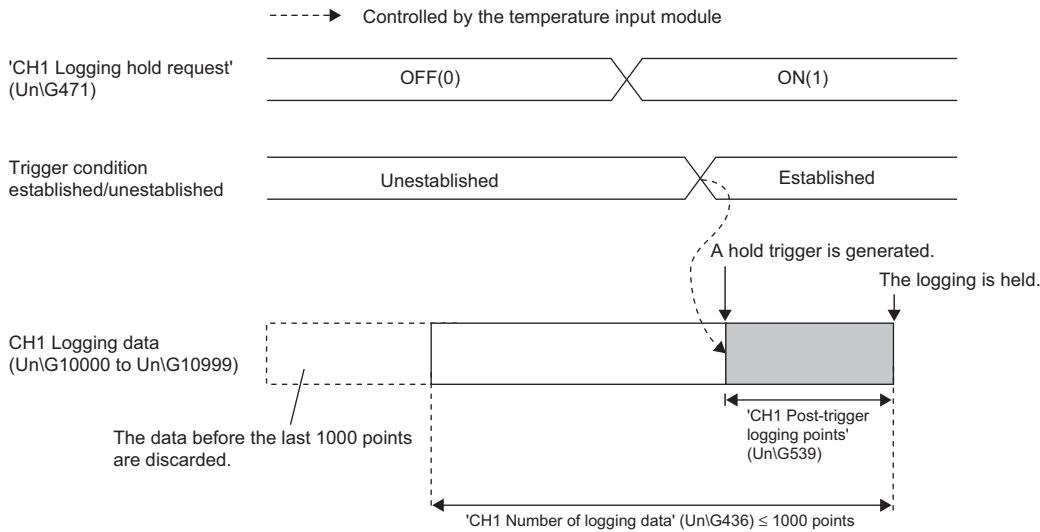 Controlled by the temperature input module
'CH1 Logging hold request'
(Un\G471)
OFF(0)
ON(1)
Trigger condition
established/unestablished
Unestablished
Established
A hold trigger is generated.
The logging is held.
CH1 Logging data
(Un\G10000 to Un\G10999)
'CH1 Post-trigger
logging points'
(Un\G539)
The data before the last 1000 points
are discarded.
'CH1 Number of logging data' (Un\G436) ≤ 1000 points